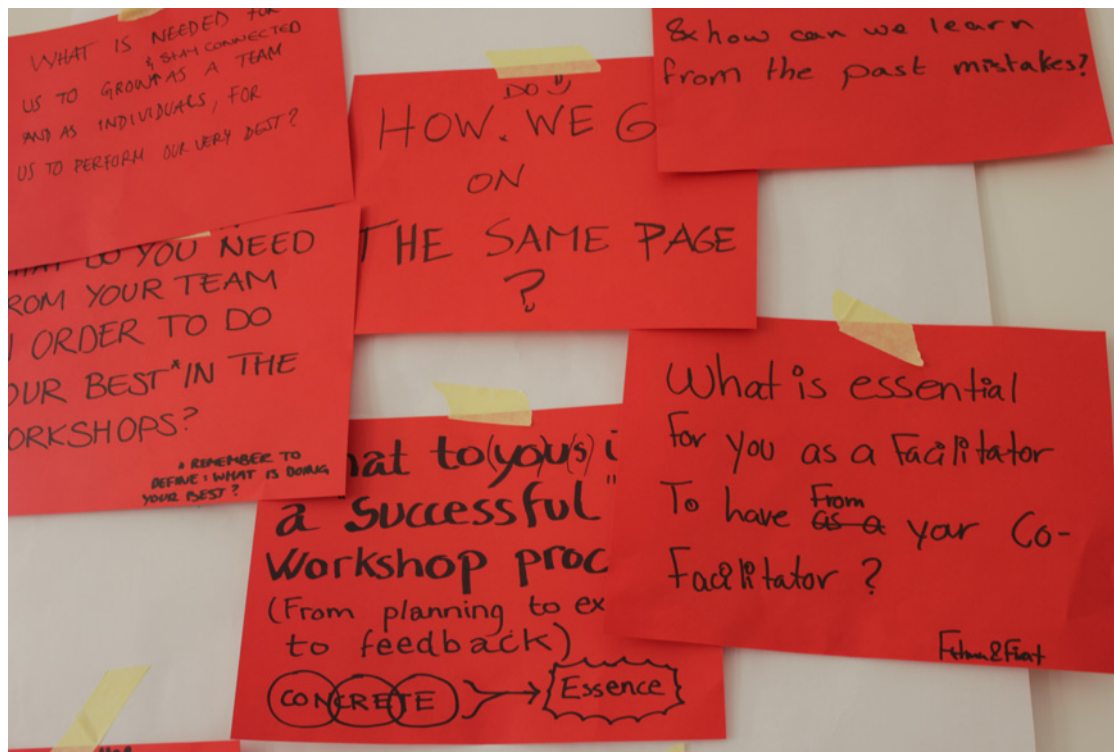 WHAT IS NEEDED FOR
& STAY CONNECTED
US TO GROW AS A TEAM
AND AS INDIVIDUALS, FOR
US TO PERFORM OUR VERY BEST?
DO
HOW WE G
ON
THE SAME PAGE
?
& how can we learn
from the past mistakes?
DO YOU NEED
ROM YOUR TEAM
ORDER TO DO
OUR BEST* IN THE
ORKSHOPS?
* REMEMBER TO
DEFINE: WHAT IS DOING
YOUR BEST?
hat to (yo)u(s) i
a Successful "
Workshop proc
(From planning to ex
to feedback)
CONCRETE → Essence
What is essential
For you as a Facilitator
To have From as a your Co-
Facilitator?